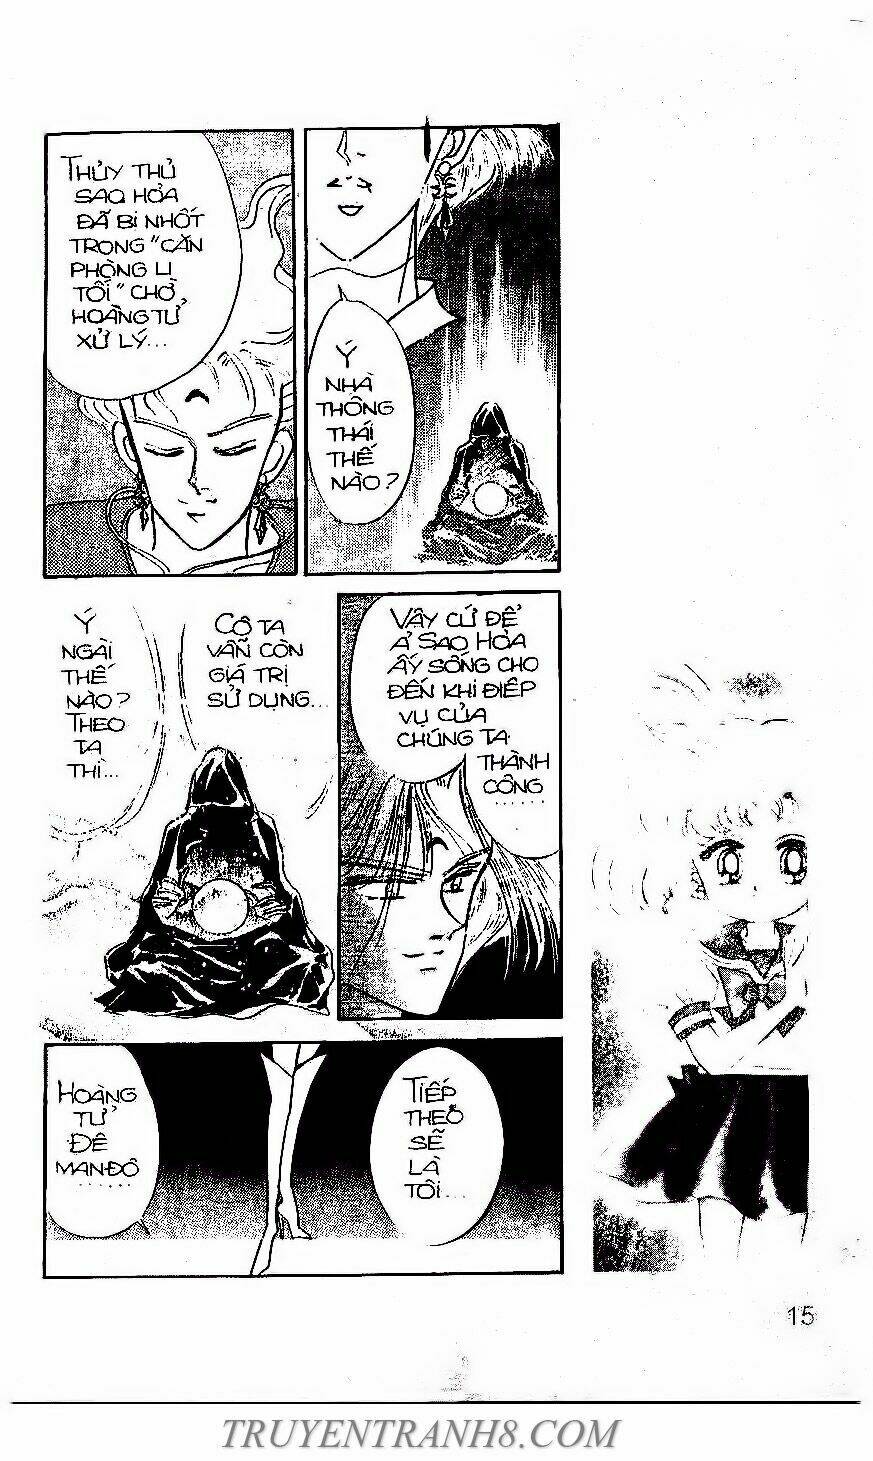 THỦY THỦ
SAO HỎA
ĐÃ BỊ NHỐT
TRONG "CĂN
PHÒNG LỊ
TỐI" CHỜ
HOÀNG TỬ
XỬ LÝ...
Ý
NHÀ
THÔNG
THÁI
THẾ
NÀO?
Ý
NGÀI
THẾ
NÀO?
THEO
TA
THÌ...
CÔ TA
VẪN CÒN
GIÁ TRỊ
SỬ DỤNG...
VẬY CỨ ĐỂ
Ả SAO HỎA
ẤY SỐNG CHO
ĐẾN KHI ĐIỆP
VỤ CỦA
CHÚNG TA
THÀNH
CÔNG
......
HOÀNG
TỬ
ĐÊ
MAN-ĐÔ
......
TIẾP
THEO
SẼ
LÀ
TÔI...
15
TRUYENTRANH8.COM